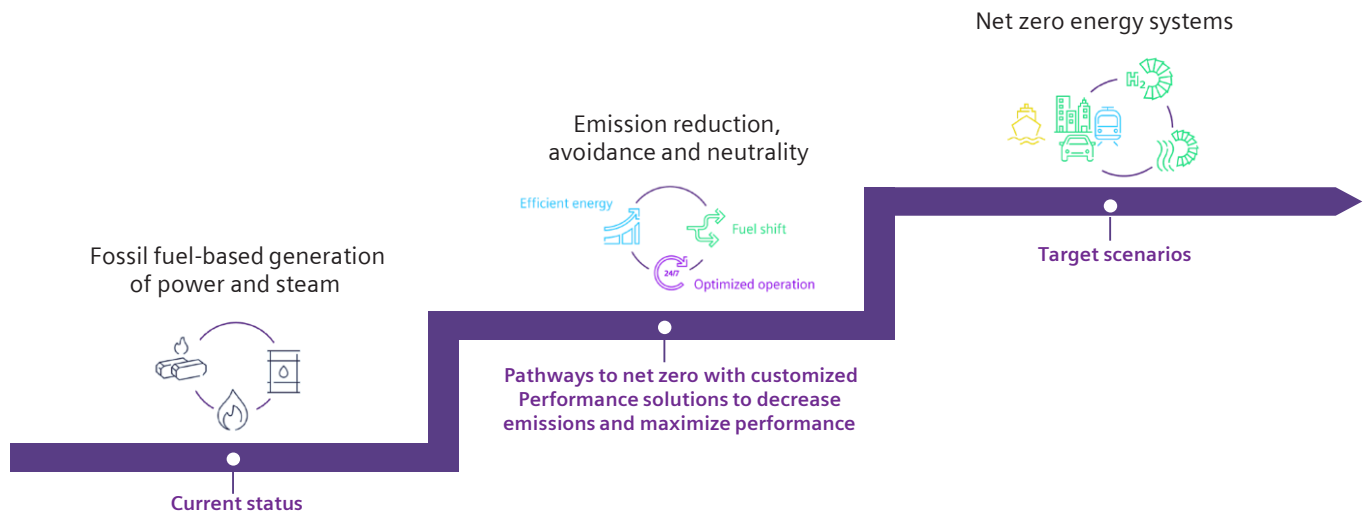 Net zero energy systems
H2
Emission reduction,
avoidance and neutrality
Efficient energy
Fuel shift
24/7
Optimized operation
Target scenarios
Fossil fuel-based generation
of power and steam
Pathways to net zero with customized
Performance solutions to decrease
emissions and maximize performance
Current status